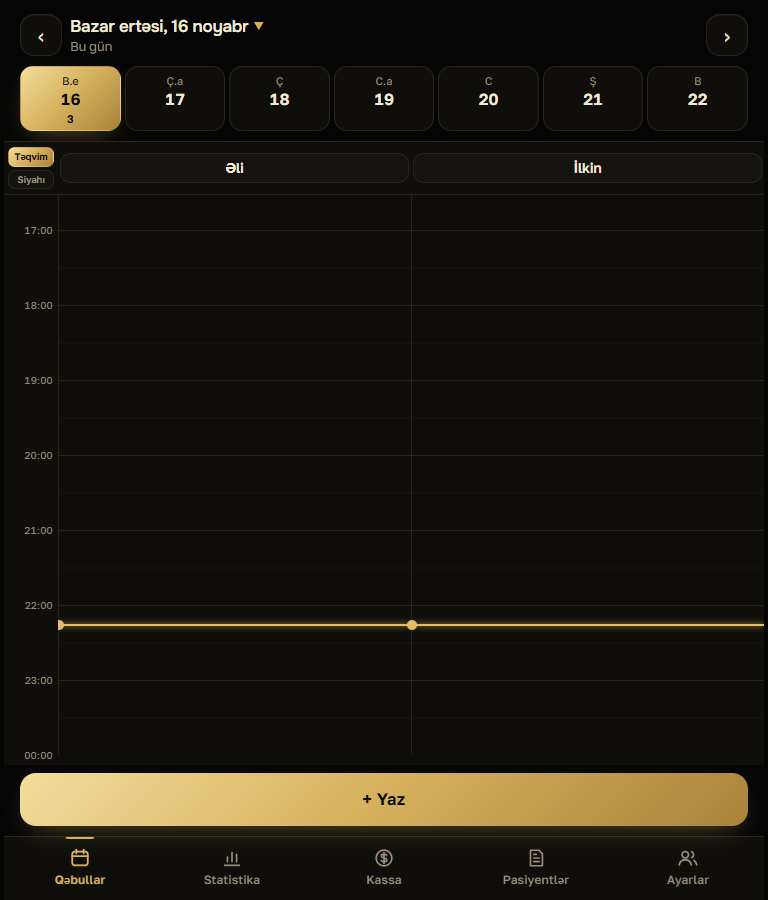 ‹
Bazar ertəsi, 16 noyabr ▼
Bu gün
›
B.e
16
3
Ç.a
17
Ç
18
C.a
19
C
20
Ş
21
B
22
Təqvim
Siyahı
Əli
İlkin
17:00
18:00
19:00
20:00
21:00
22:00
23:00
00:00
+ Yaz
Qəbullar
Statistika
Kassa
Pasiyentlər
Ayarlar